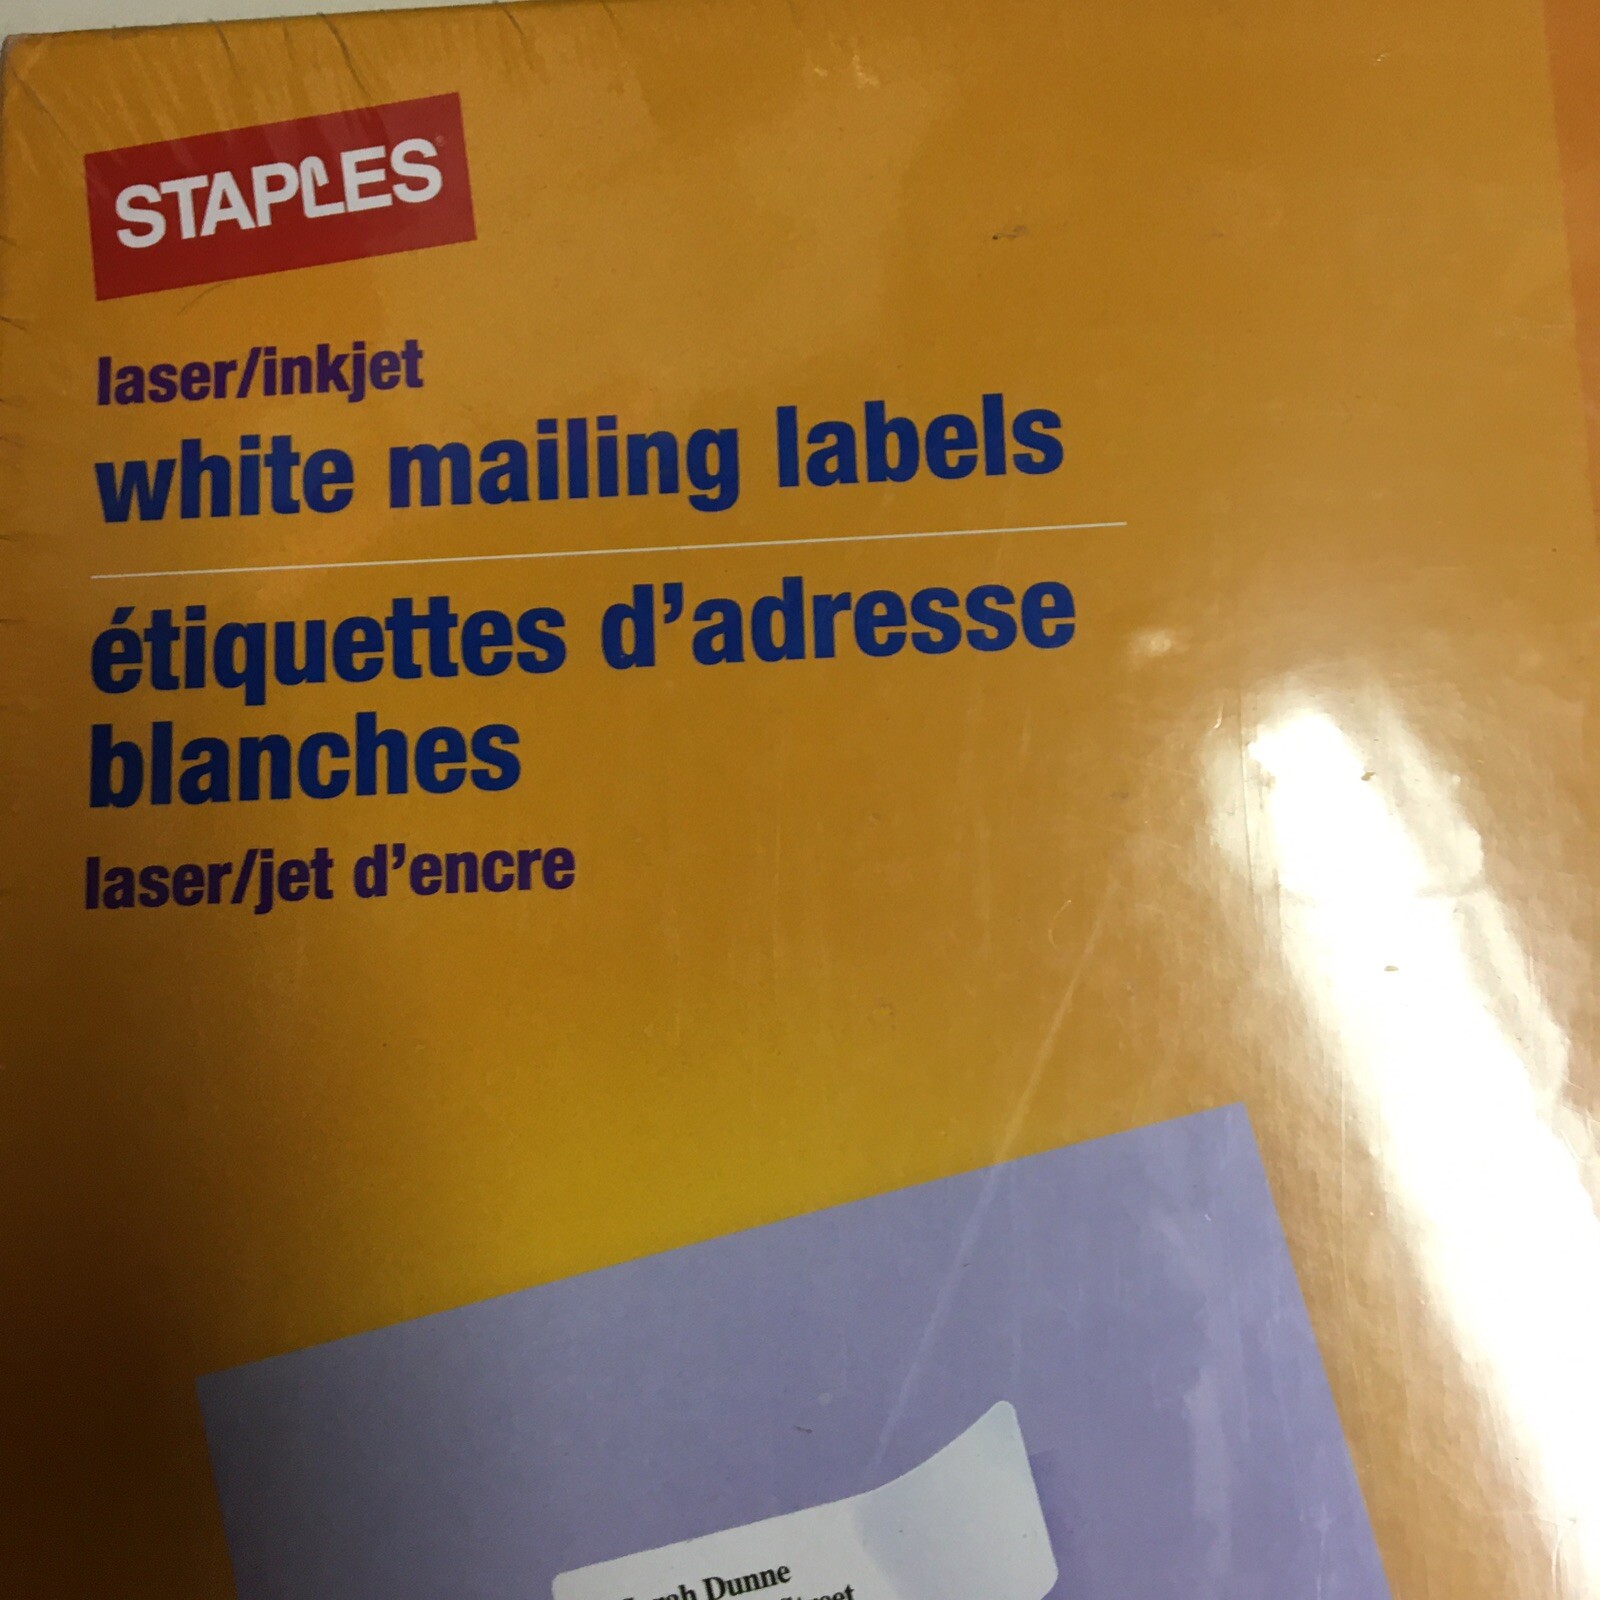 STAPLES
laser/inkjet
white mailing labels
étiquettes d'adresse
blanches
laser/jet d'encre
Dunne